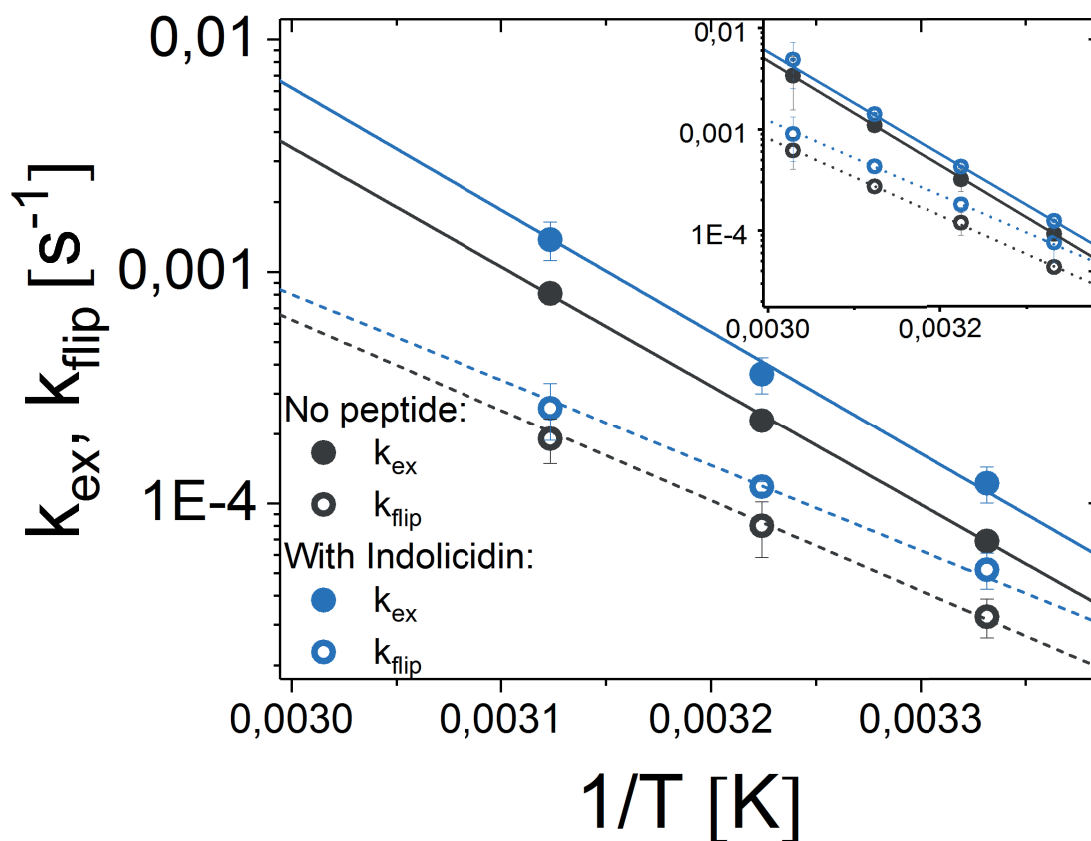 0,01
0,001
1E-4
k_ex, k_flip [s^-1]
No peptide:
k_ex
k_flip
With Indolicidin:
k_ex
k_flip
0,0030 0,0031 0,0032 0,0033
1/T [K]
0,01
0,001
1E-4
0,0030 0,0032